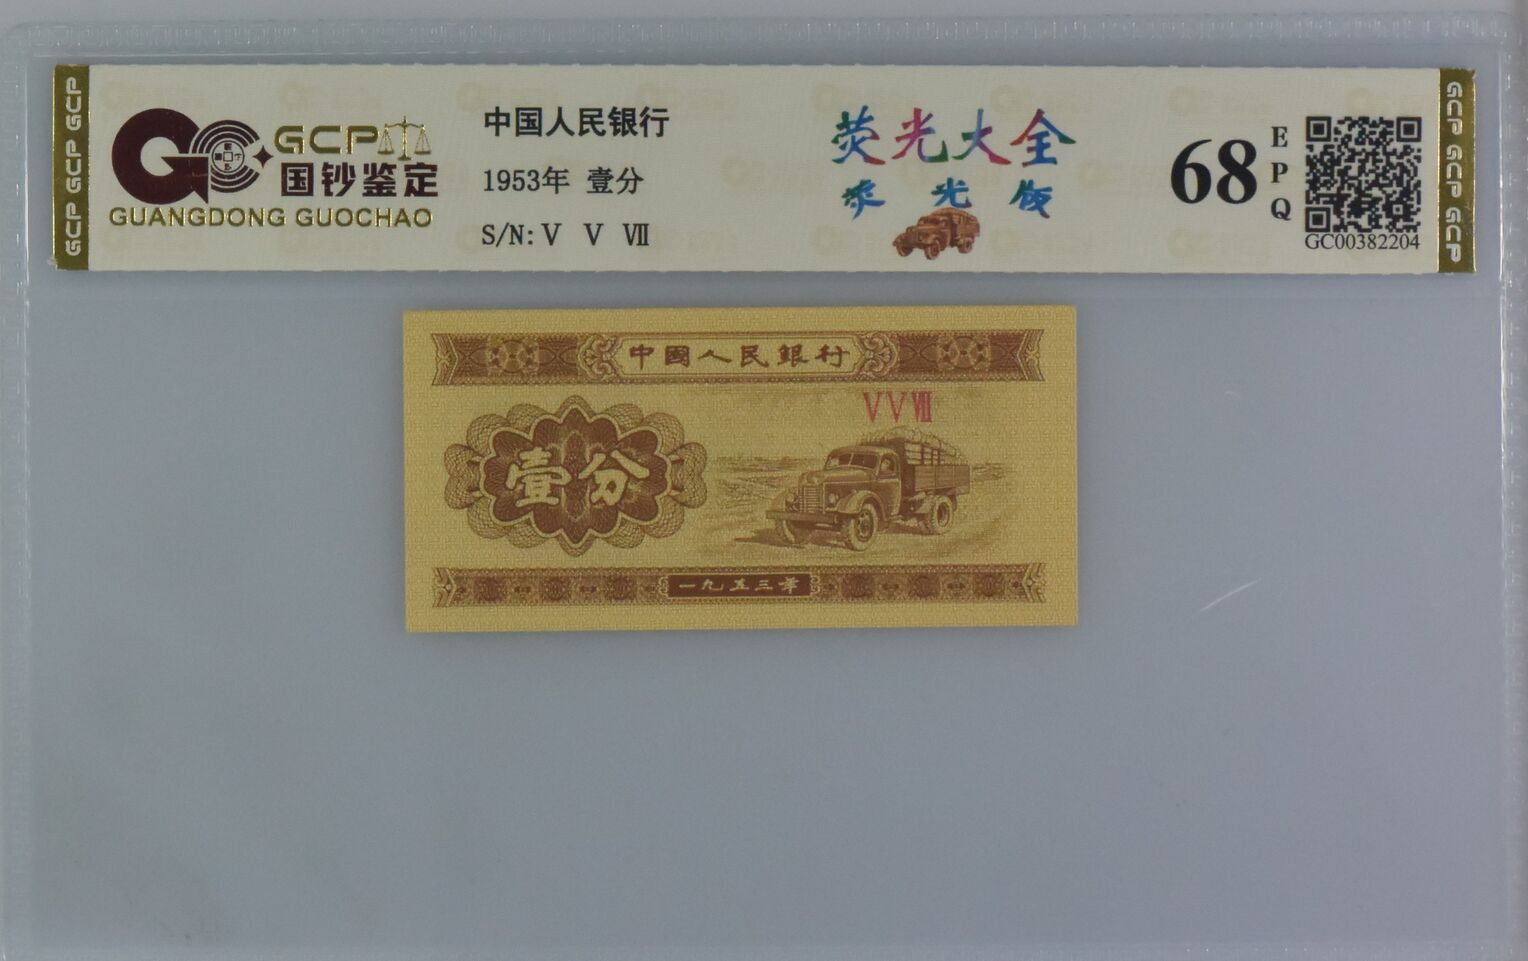 GCP GCP GCP
GCP
国钞鉴定
GUANGDONG GUOCHAO
中国人民银行
1953年 壹分
S/N: V V VII
荧光大全
荧光版
68
EPQ
GC00382204
GCP GCP GCP
中國人民銀行
VVVII
壹分
一九五三年